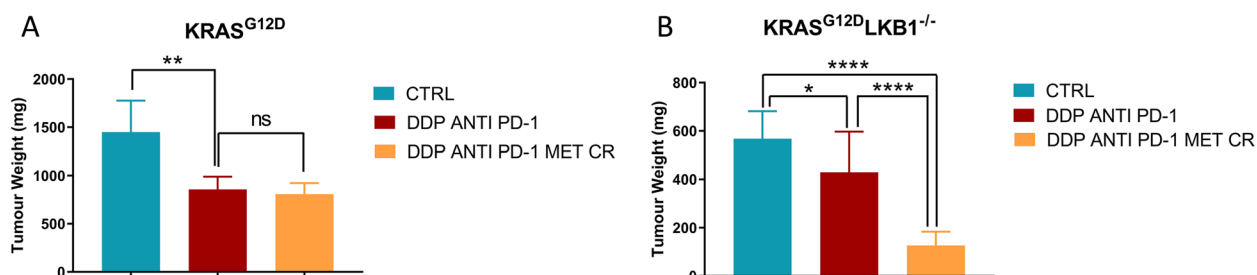 A
KRAS^G12D
Tumour Weight (mg)
2000
1500
1000
500
0
**
ns
CTRL
DDP ANTI PD-1
DDP ANTI PD-1 MET CR
B
KRAS^G12DLKB1^-/-
Tumour Weight (mg)
800
600
400
200
0
****
*
****
CTRL
DDP ANTI PD-1
DDP ANTI PD-1 MET CR